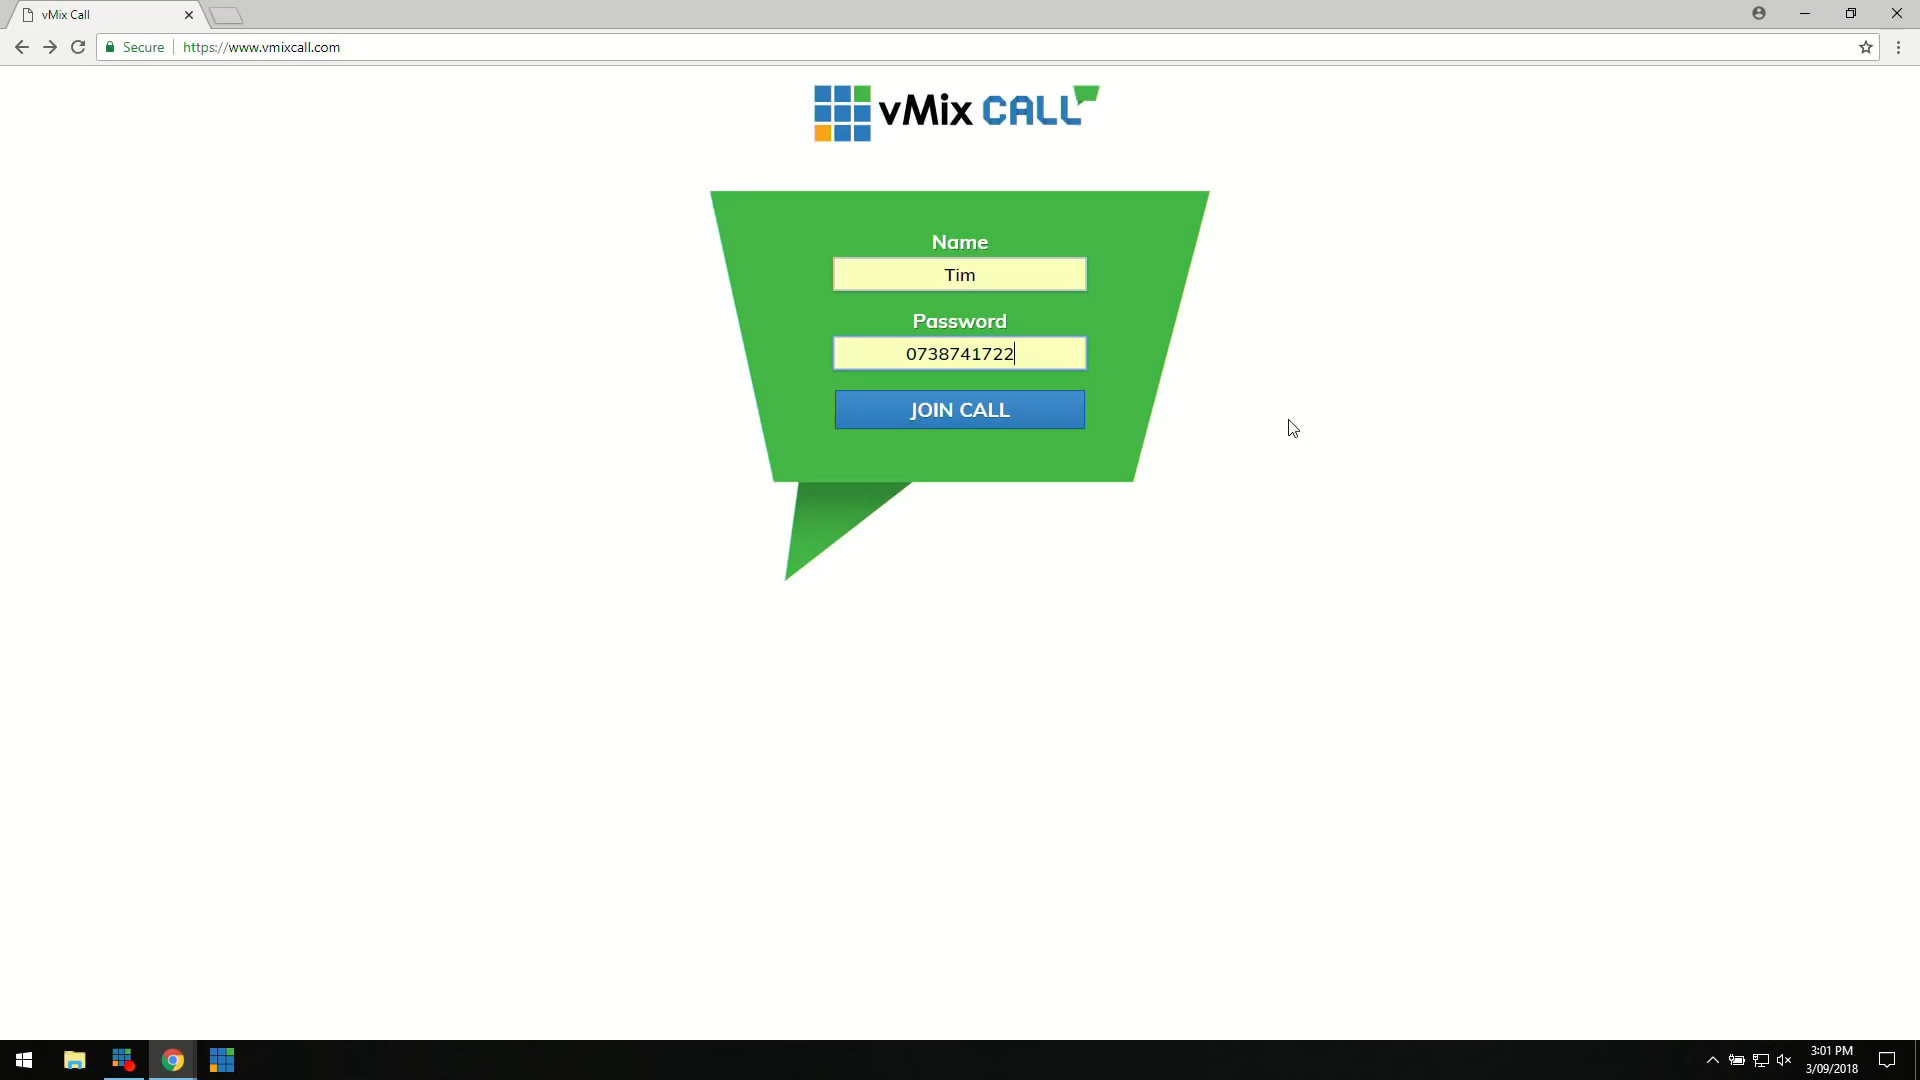 vMix Call
Secure
https://www.vmixcall.com
vMix CALL
Name
Tim
Password
0738741722
JOIN CALL
3:01 PM
3/09/2018